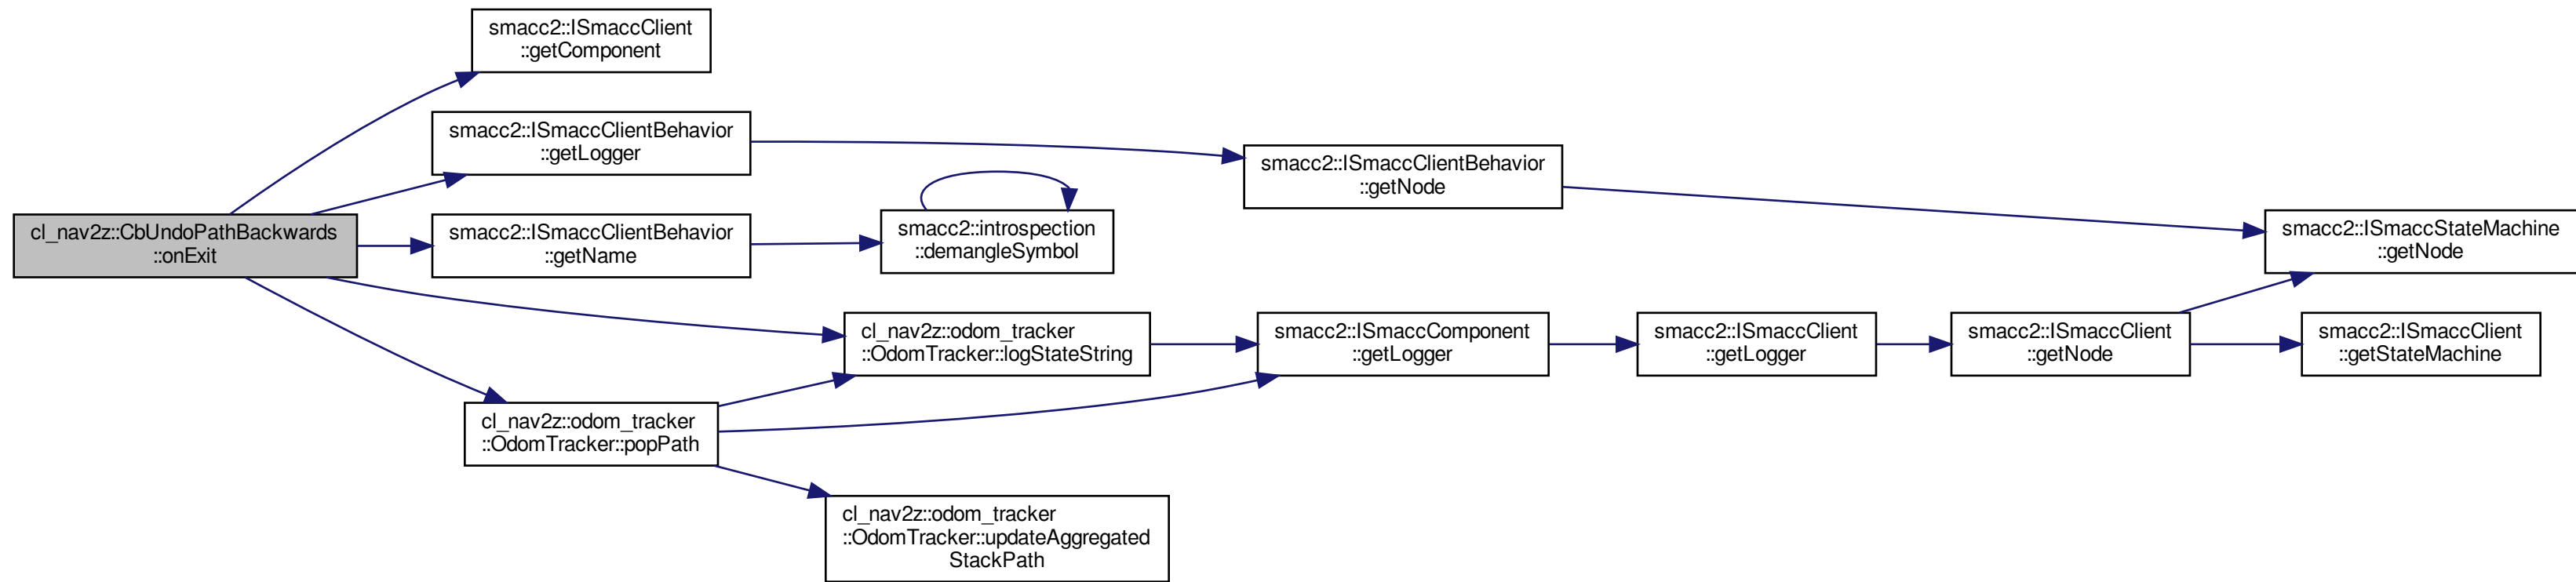 smacc2::ISmaccClient
::getComponent
smacc2::ISmaccClientBehavior
::getLogger
smacc2::ISmaccClientBehavior
::getNode
cl_nav2z::CbUndoPathBackwards
::onExit
smacc2::ISmaccClientBehavior
::getName
smacc2::introspection
::demangleSymbol
smacc2::ISmaccStateMachine
::getNode
cl_nav2z::odom_tracker
::OdomTracker::logStateString
smacc2::ISmaccComponent
::getLogger
smacc2::ISmaccClient
::getLogger
smacc2::ISmaccClient
::getNode
smacc2::ISmaccClient
::getStateMachine
cl_nav2z::odom_tracker
::OdomTracker::popPath
cl_nav2z::odom_tracker
::OdomTracker::updateAggregated
StackPath